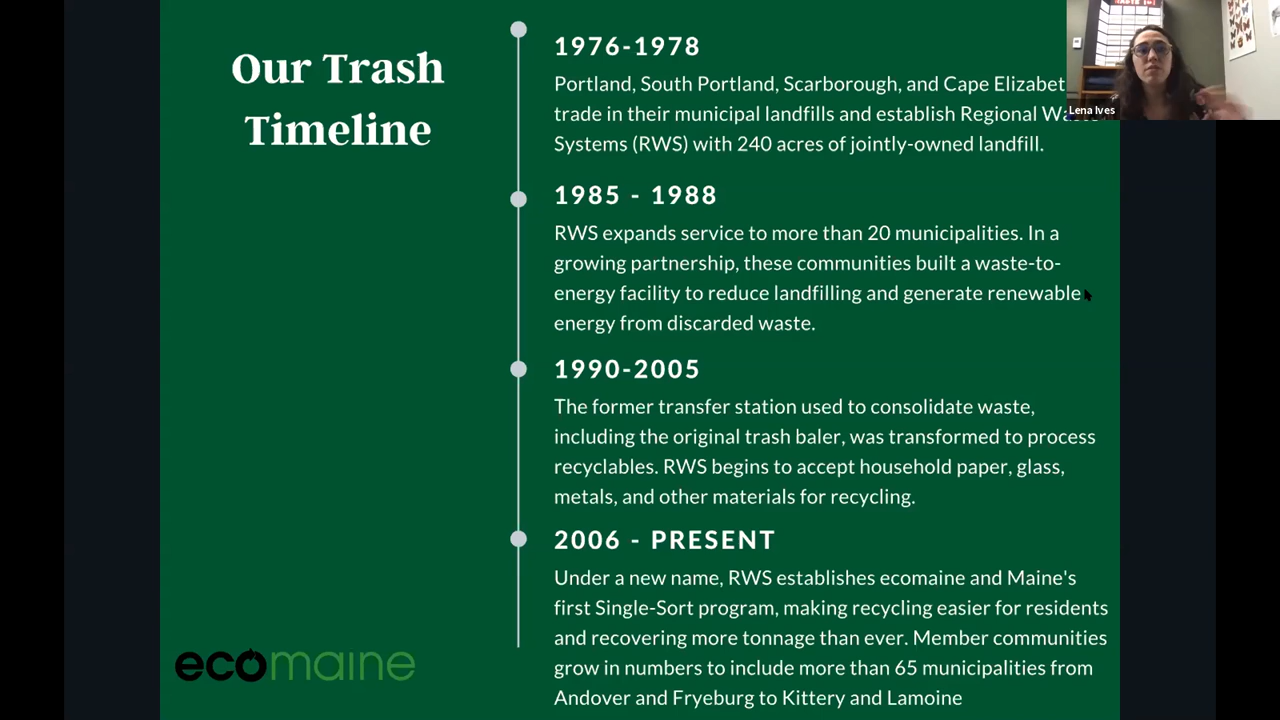 Our Trash
Timeline
1976-1978
Portland, South Portland, Scarborough, and Cape Elizabet
trade in their municipal landfills and establish Regional Waste
Systems (RWS) with 240 acres of jointly-owned landfill.
1985 - 1988
RWS expands service to more than 20 municipalities. In a
growing partnership, these communities built a waste-to-
energy facility to reduce landfilling and generate renewable
energy from discarded waste.
1990-2005
The former transfer station used to consolidate waste,
including the original trash baler, was transformed to process
recyclables. RWS begins to accept household paper, glass,
metals, and other materials for recycling.
2006 - PRESENT
Under a new name, RWS establishes ecomaine and Maine's
first Single-Sort program, making recycling easier for residents
and recovering more tonnage than ever. Member communities
grow in numbers to include more than 65 municipalities from
Andover and Fryeburg to Kittery and Lamoine
ecomaine
Lena Ives